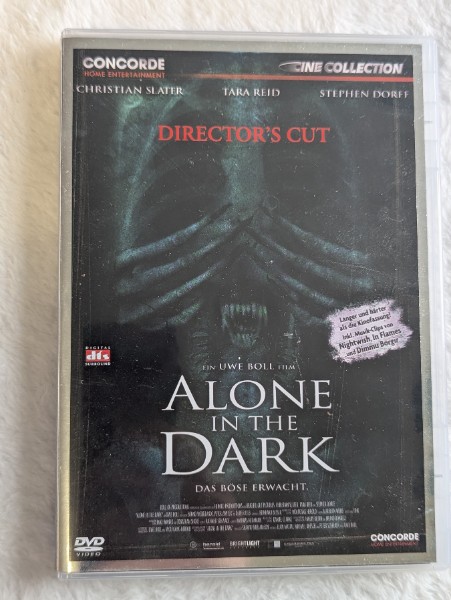 CONCORDE
HOME ENTERTAINMENT
CINE COLLECTION
CHRISTIAN SLATER TARA REID STEPHEN DORFF
DIRECTOR'S CUT
Länger und härter
als die Kinofassung!
Inkl. Musik-Clips von
Nightwish, In Flames
und Dimmu Borgir
DIGITAL
dts
SURROUND
EIN UWE BOLL FILM
ALONE
IN THE
DARK
DAS BÖSE ERWACHT.
DVD
VIDEO
CONCORDE
HOME ENTERTAINMENT